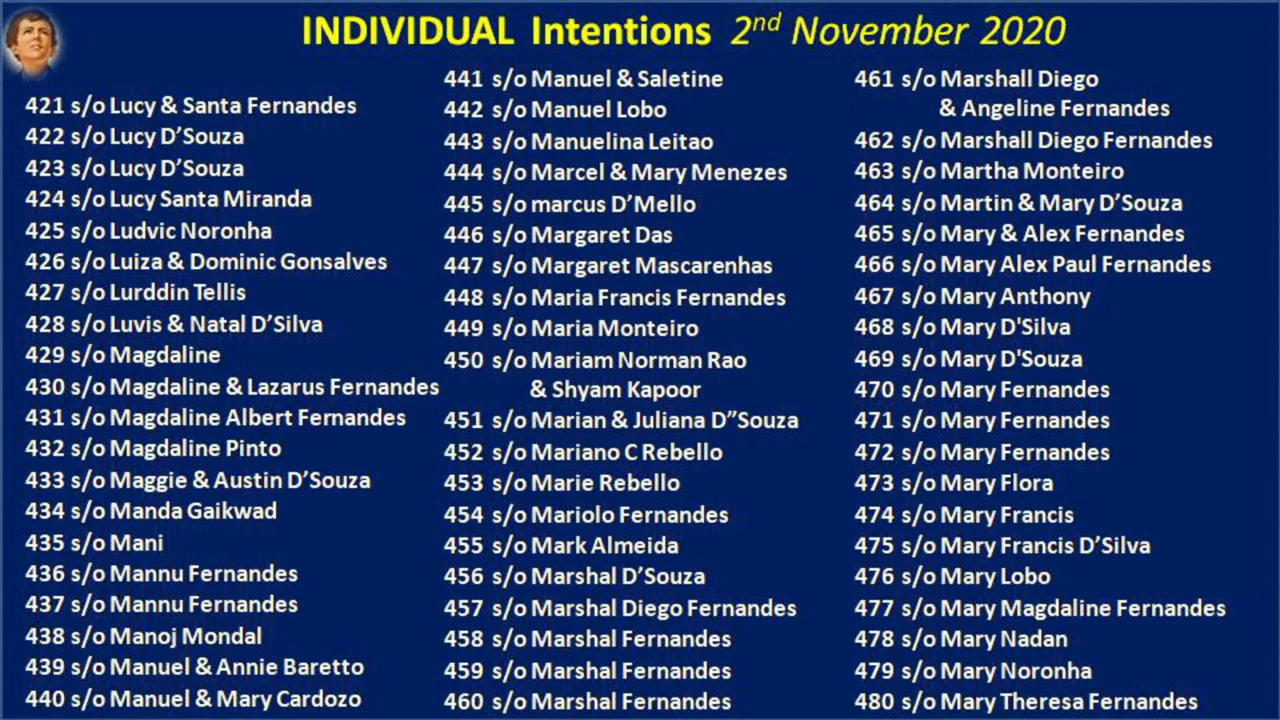 INDIVIDUAL Intentions 2nd November 2020
421 s/o Lucy & Santa Fernandes
422 s/o Lucy D’Souza
423 s/o Lucy D’Souza
424 s/o Lucy Santa Miranda
425 s/o Ludvic Noronha
426 s/o Luiza & Dominic Gonsalves
427 s/o Lurddin Tellis
428 s/o Luvis & Natal D’Silva
429 s/o Magdaline
430 s/o Magdaline & Lazarus Fernandes
431 s/o Magdaline Albert Fernandes
432 s/o Magdaline Pinto
433 s/o Maggie & Austin D’Souza
434 s/o Manda Gaikwad
435 s/o Mani
436 s/o Mannu Fernandes
437 s/o Mannu Fernandes
438 s/o Manoj Mondal
439 s/o Manuel & Annie Baretto
440 s/o Manuel & Mary Cardozo
441 s/o Manuel & Saletine
442 s/o Manuel Lobo
443 s/o Manuelina Leitao
444 s/o Marcel & Mary Menezes
445 s/o marcus D’Mello
446 s/o Margaret Das
447 s/o Margaret Mascarenhas
448 s/o Maria Francis Fernandes
449 s/o Maria Monteiro
450 s/o Mariam Norman Rao
& Shyam Kapoor
451 s/o Marian & Juliana D”Souza
452 s/o Mariano C Rebello
453 s/o Marie Rebello
454 s/o Mariolo Fernandes
455 s/o Mark Almeida
456 s/o Marshal D’Souza
457 s/o Marshal Diego Fernandes
458 s/o Marshal Fernandes
459 s/o Marshal Fernandes
460 s/o Marshal Fernandes
461 s/o Marshall Diego
& Angeline Fernandes
462 s/o Marshall Diego Fernandes
463 s/o Martha Monteiro
464 s/o Martin & Mary D’Souza
465 s/o Mary & Alex Fernandes
466 s/o Mary Alex Paul Fernandes
467 s/o Mary Anthony
468 s/o Mary D'Silva
469 s/o Mary D'Souza
470 s/o Mary Fernandes
471 s/o Mary Fernandes
472 s/o Mary Fernandes
473 s/o Mary Flora
474 s/o Mary Francis
475 s/o Mary Francis D’Silva
476 s/o Mary Lobo
477 s/o Mary Magdaline Fernandes
478 s/o Mary Nadan
479 s/o Mary Noronha
480 s/o Mary Theresa Fernandes